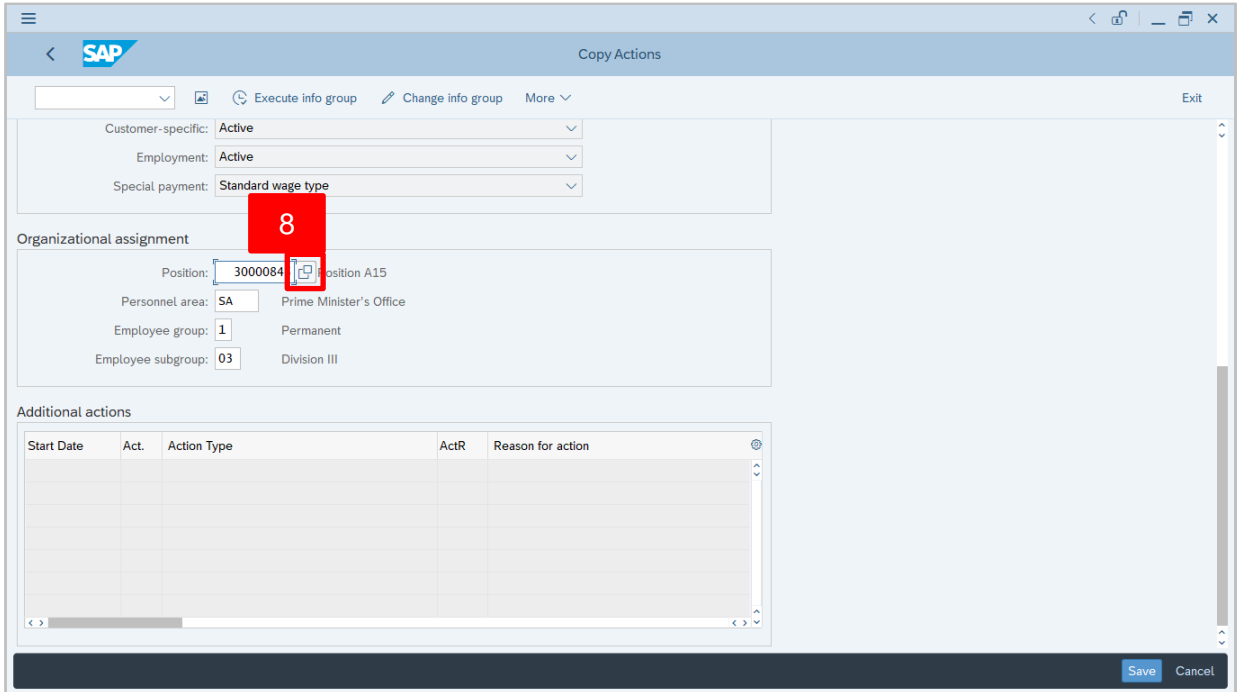 SAP
Copy Actions
Execute info group Change info group More Exit
Customer-specific: Active
Employment: Active
Special payment: Standard wage type
8
Organizational assignment
Position: 3000084 osition A15
Personnel area: SA Prime Minister's Office
Employee group: 1 Permanent
Employee subgroup: 03 Division III
Additional actions
Start Date Act. Action Type ActR Reason for action
Save Cancel